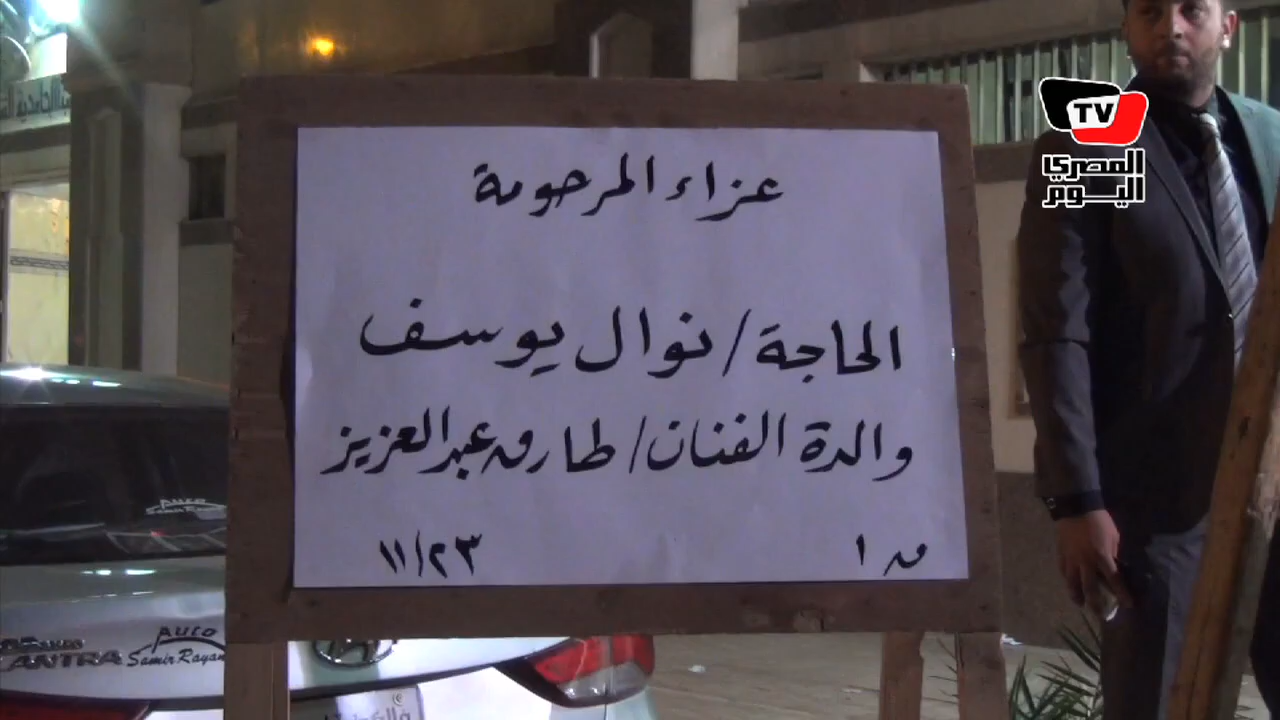 عزاء المرحومة
الحاجة / نوال يوسف
والدة الفنان / طارق عبد العزيز
ق ١
١١/٢٣
TV
المصري
اليوم
Auto
Auto
Samir Rayan
ANTRA